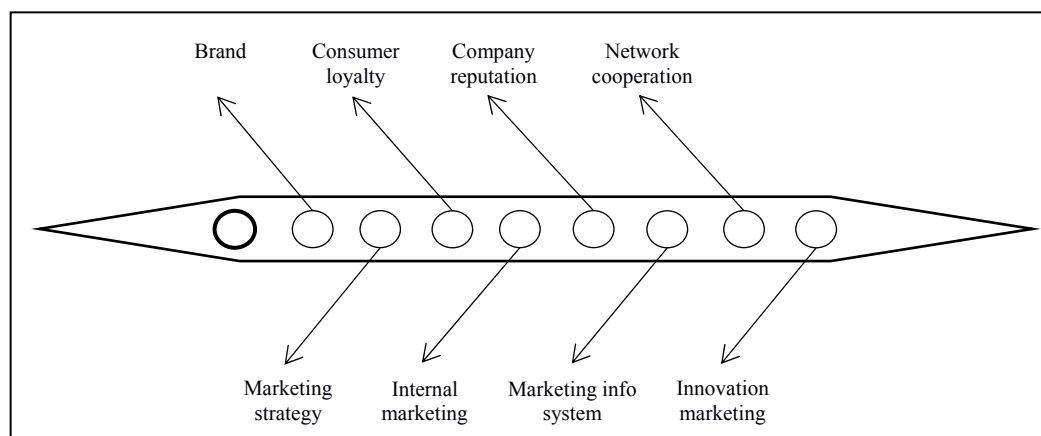 Brand
Consumer
loyalty
Company
reputation
Network
cooperation
Marketing
strategy
Internal
marketing
Marketing info
system
Innovation
marketing